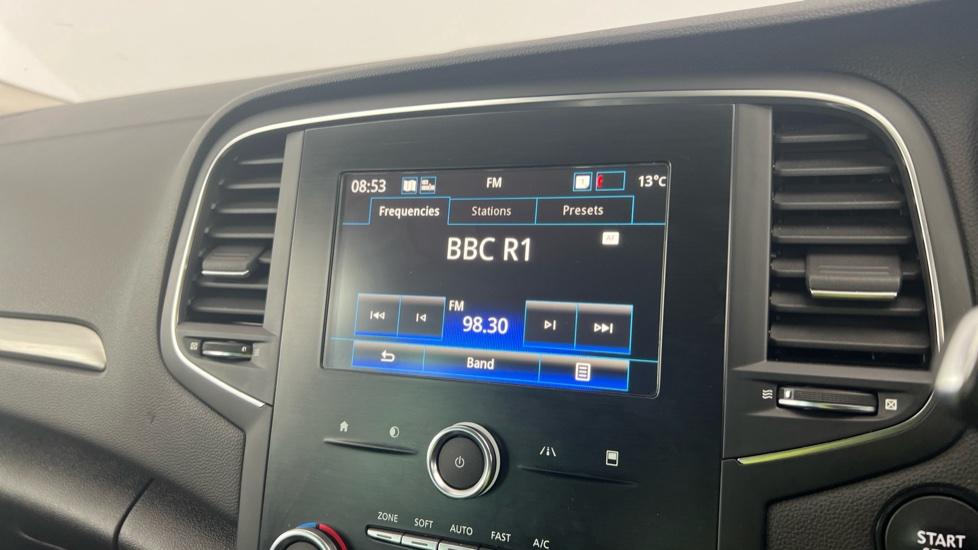 08:53 FM 13°C
Frequencies Stations Presets
AF
BBC R1
FM
98.30
Band
ZONE SOFT AUTO FAST A/C
START